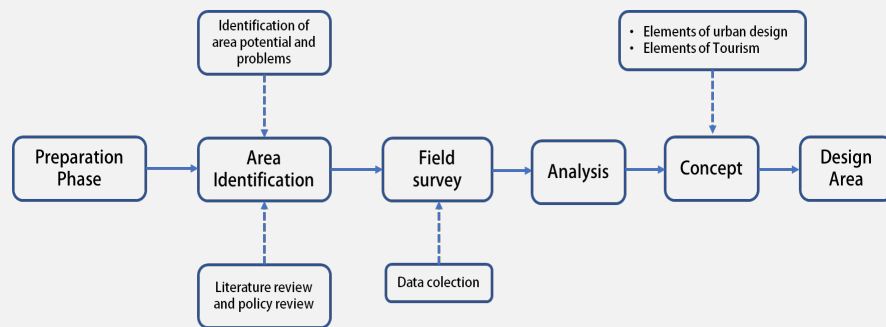 Identification of
area potential and
problems
• Elements of urban design
• Elements of Tourism
Preparation
Phase
Area
Identification
Field
survey
Analysis
Concept
Design
Area
Literature review
and policy review
Data colection